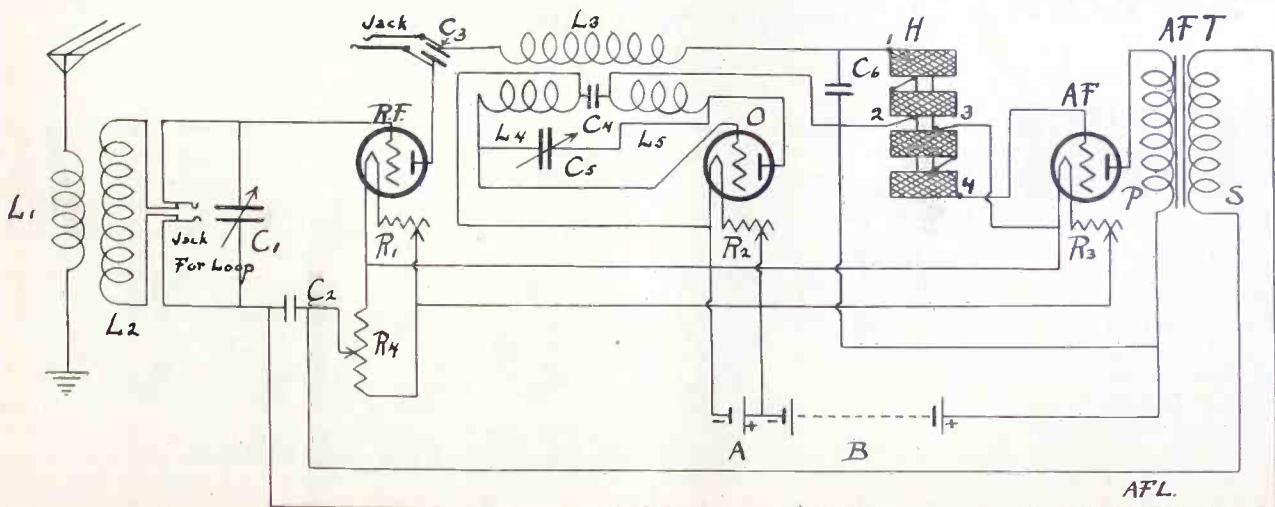 Jack C3 L3 H AFT
1
C6
R.F. C4 O 2 3 AF
L4 L5
C5
L1 4 P S
Jack C1 R1 R2 R3
For Loop
L2 C2
R4
- + - +
A B
AFL.